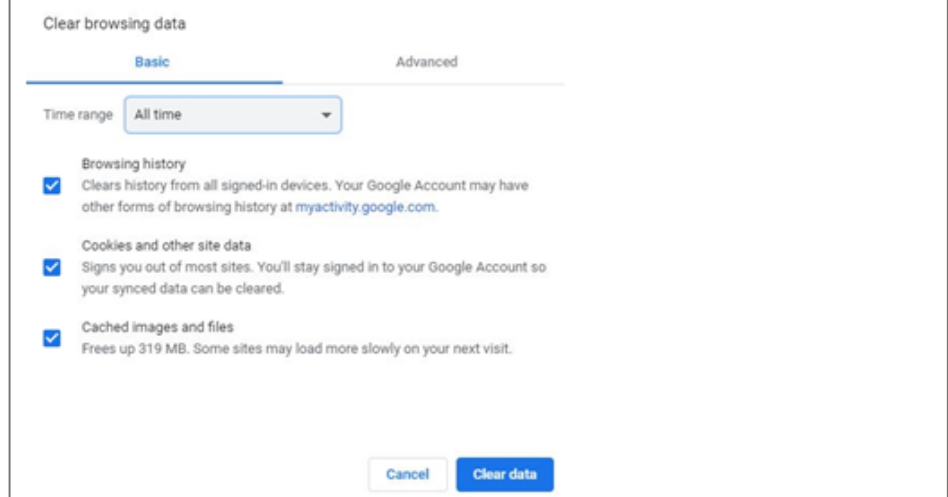 Clear browsing data
Basic
Advanced
Time range
All time
Browsing history
Clears history from all signed-in devices. Your Google Account may have
other forms of browsing history at myactivity.google.com.
Cookies and other site data
Signs you out of most sites. You'll stay signed in to your Google Account so
your synced data can be cleared.
Cached images and files
Frees up 319 MB. Some sites may load more slowly on your next visit.
Cancel
Clear data